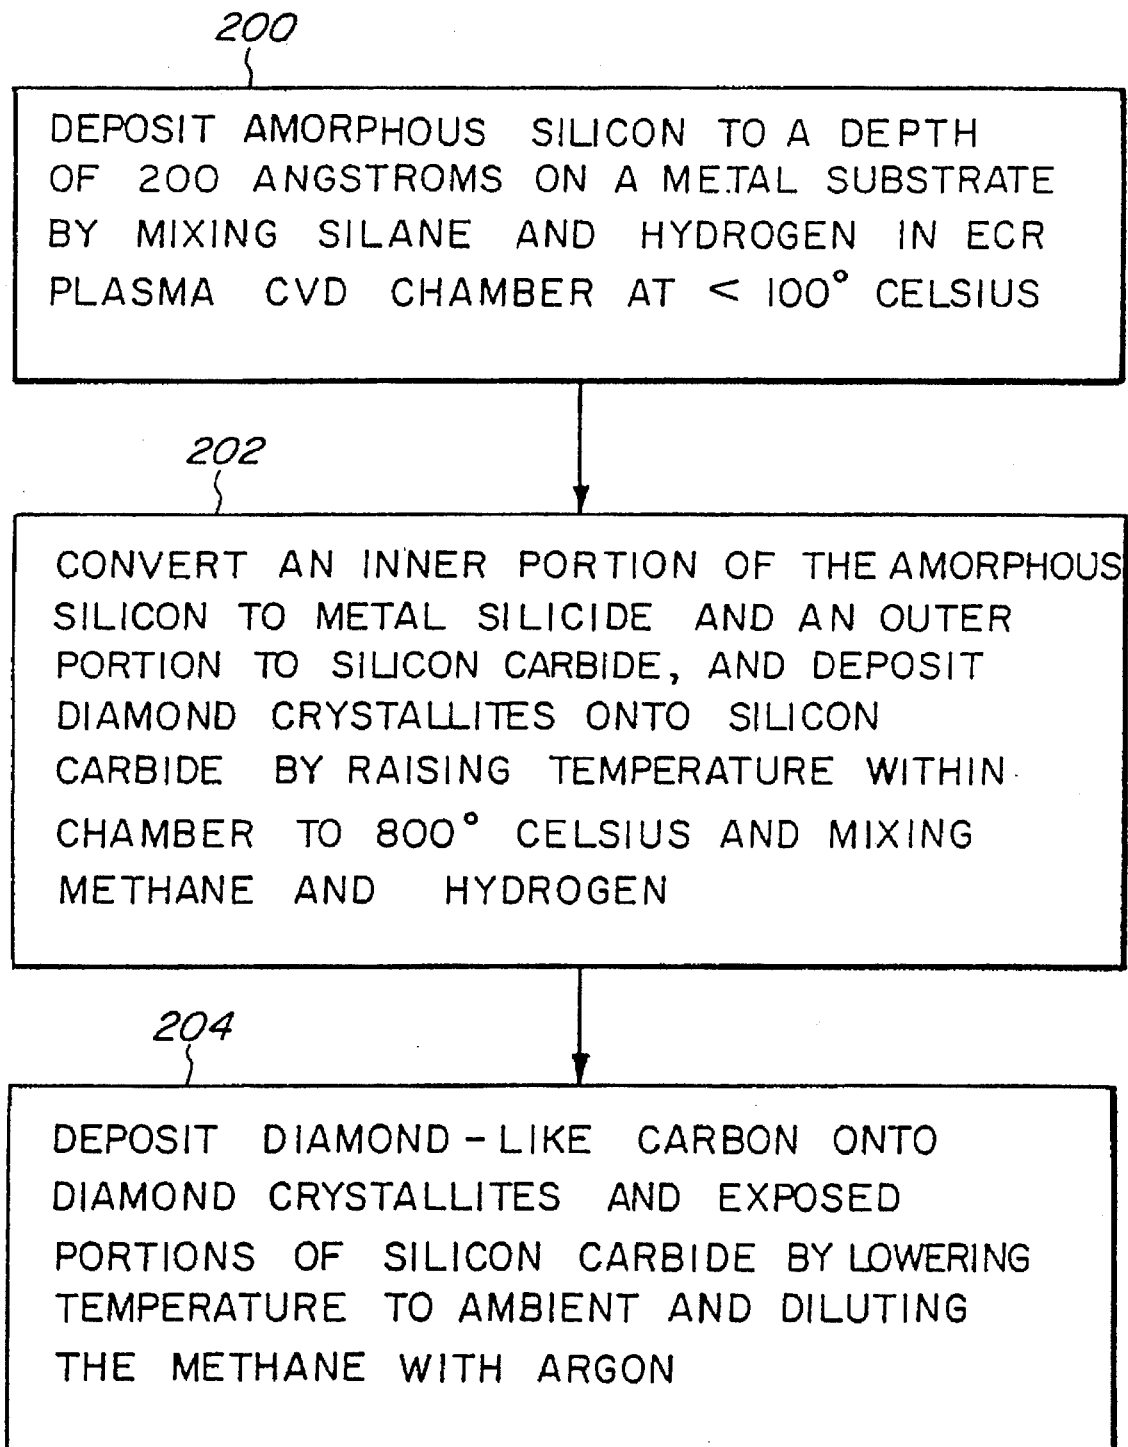 200
DEPOSIT AMORPHOUS SILICON TO A DEPTH
OF 200 ANGSTROMS ON A METAL SUBSTRATE
BY MIXING SILANE AND HYDROGEN IN ECR
PLASMA CVD CHAMBER AT < 100° CELSIUS
202
CONVERT AN INNER PORTION OF THE AMORPHOUS
SILICON TO METAL SILICIDE AND AN OUTER
PORTION TO SILICON CARBIDE, AND DEPOSIT
DIAMOND CRYSTALLITES ONTO SILICON
CARBIDE BY RAISING TEMPERATURE WITHIN
CHAMBER TO 800° CELSIUS AND MIXING
METHANE AND HYDROGEN
204
DEPOSIT DIAMOND-LIKE CARBON ONTO
DIAMOND CRYSTALLITES AND EXPOSED
PORTIONS OF SILICON CARBIDE BY LOWERING
TEMPERATURE TO AMBIENT AND DILUTING
THE METHANE WITH ARGON